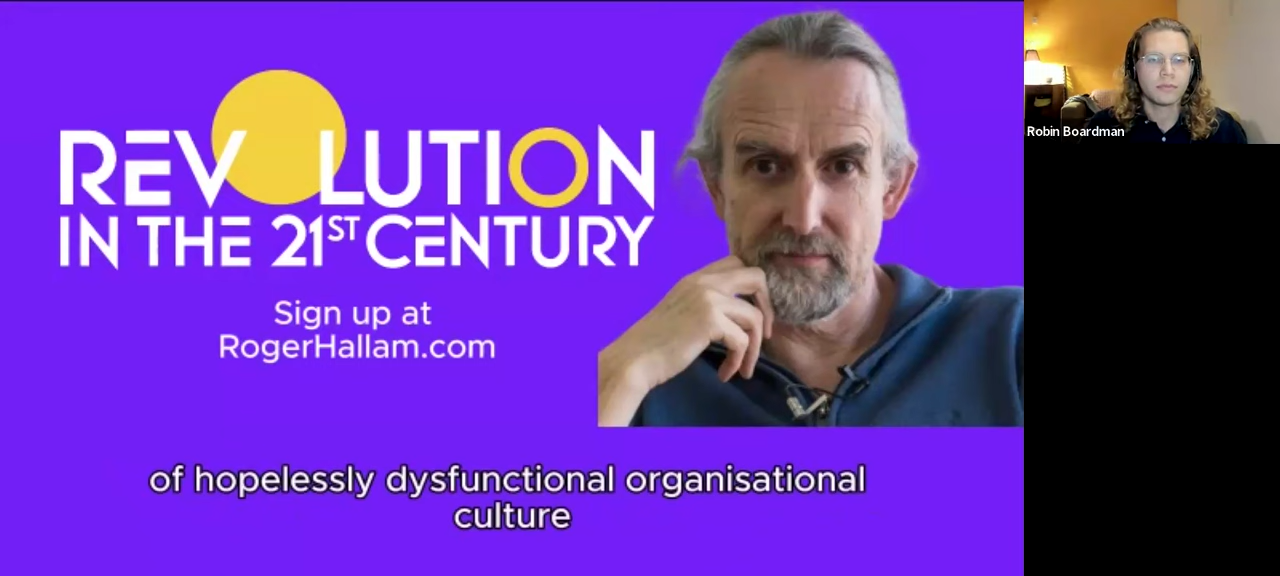 REVOLUTION
IN THE 21ST CENTURY
Sign up at
RogerHallam.com
of hopelessly dysfunctional organisational
culture
Robin Boardman